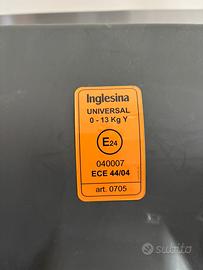 Inglesina
UNIVERSAL
0 - 13 Kg Y
E24
040007
ECE 44/04
art. 0705
subito